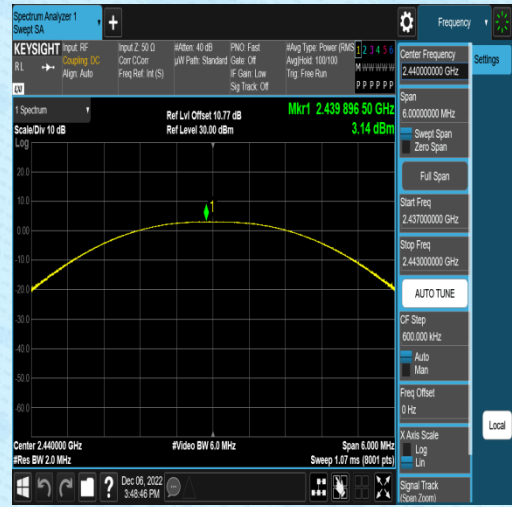 Spectrum Analyzer 1
Swept SA
+
Frequency
KEYSIGHT
RL
LXI
Input: RF
Coupling: DC
Align: Auto
Input Z: 50 Ω
Corr CCorr
Freq Ref: Int (S)
#Atten: 40 dB
µW Path: Standard
PNO: Fast
Gate: Off
IF Gain: Low
Sig Track: Off
#Avg Type: Power (RMS
Avg|Hold: 100/100
Trig: Free Run
1 2 3 4 5 6
M W W W W W
P P P P P P
1 Spectrum
Scale/Div 10 dB
Ref Lvl Offset 10.77 dB
Ref Level 30.00 dBm
Mkr1 2.439 896 50 GHz
3.14 dBm
Log
20.0
10.0
0.00
-10.0
-20.0
-30.0
-40.0
-50.0
-60.0
1
Center 2.440000 GHz
#Res BW 2.0 MHz
#Video BW 6.0 MHz
Span 6.000 MHz
Sweep 1.07 ms (8001 pts)
?
Dec 06, 2022
3:48:46 PM
Center Frequency
2.440000000 GHz
Settings
Span
6.00000000 MHz
Swept Span
Zero Span
Full Span
Start Freq
2.437000000 GHz
Stop Freq
2.443000000 GHz
AUTO TUNE
CF Step
600.000 kHz
Auto
Man
Freq Offset
0 Hz
X Axis Scale
Log
Lin
Signal Track
(Span Zoom)
Local